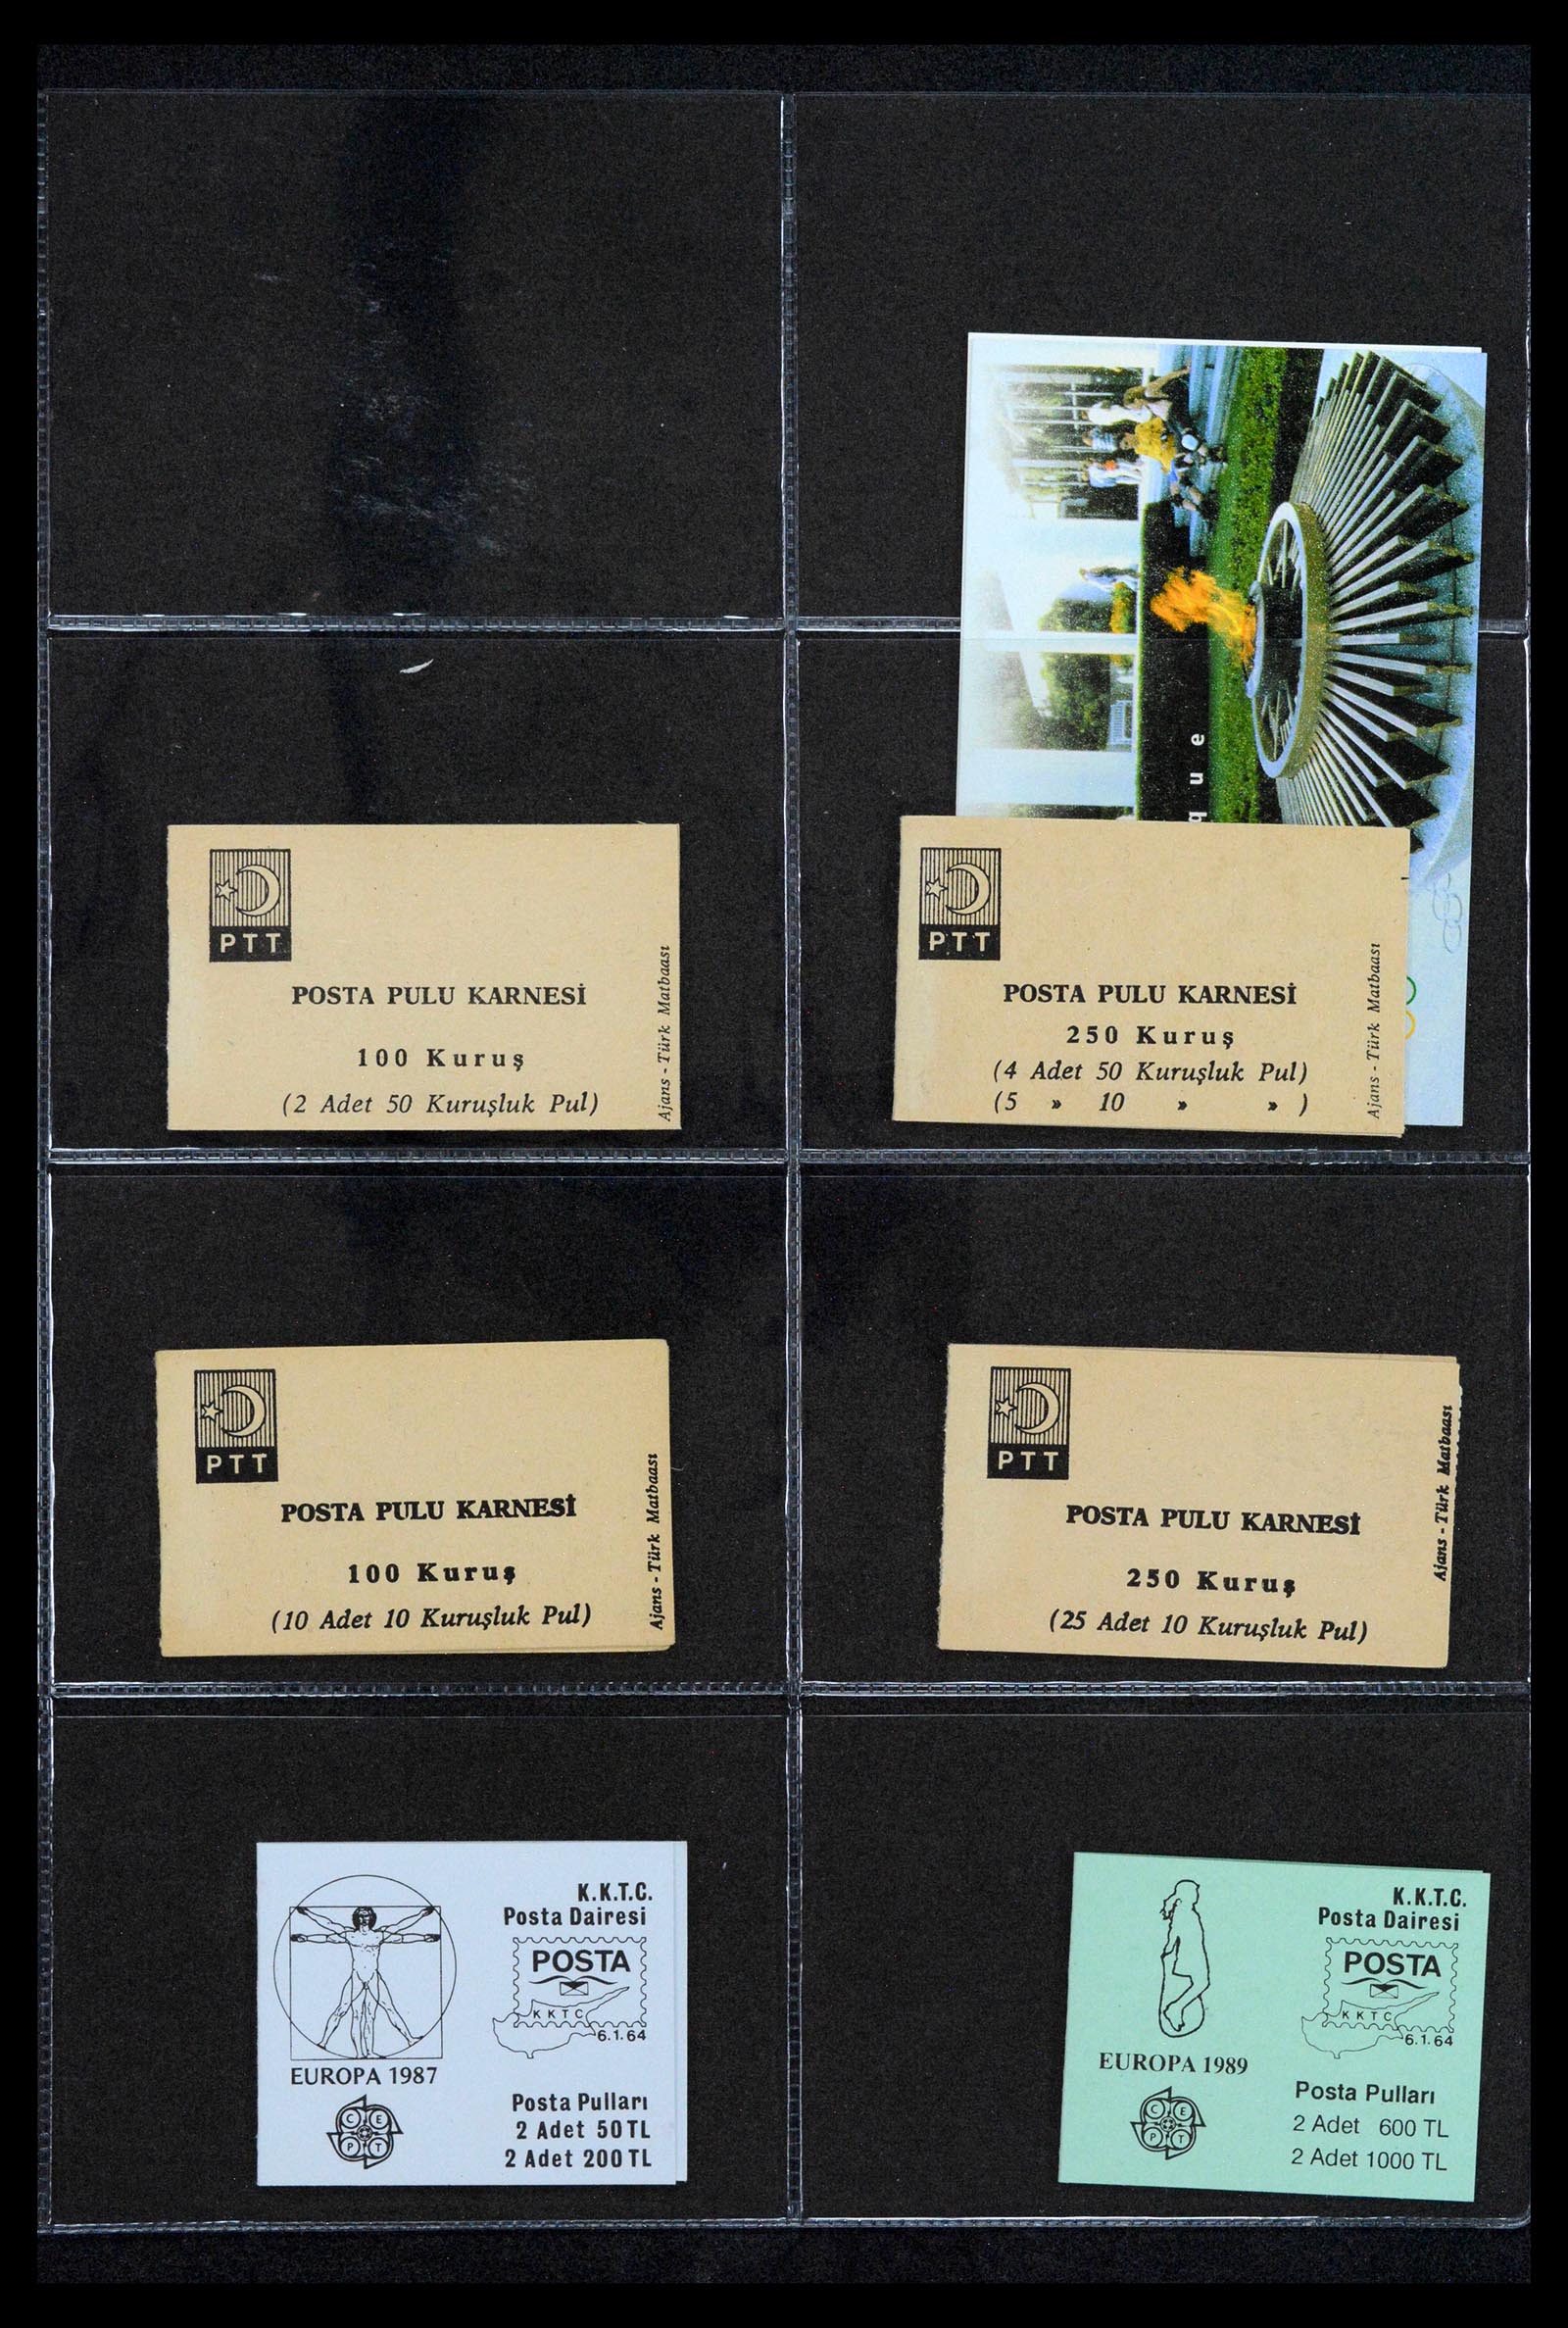 que
PTT
POSTA PULU KARNESİ
100 Kuruş
(2 Adet 50 Kuruşluk Pul)
Ajans - Türk Matbaası
PTT
POSTA PULU KARNESİ
250 Kuruş
(4 Adet 50 Kuruşluk Pul)
(5 » 10 » » )
Ajans - Türk Matbaası
PTT
POSTA PULU KARNESİ
100 Kuruş
(10 Adet 10 Kuruşluk Pul)
Ajans - Türk Matbaası
PTT
POSTA PULU KARNESİ
250 Kuruş
(25 Adet 10 Kuruşluk Pul)
Ajans - Türk Matbaası
K.K.T.C.
Posta Dairesi
POSTA
KKTC
6.1.64
EUROPA 1987
CEPT
Posta Pulları
2 Adet 50 TL
2 Adet 200 TL
K.K.T.C.
Posta Dairesi
POSTA
KKTC
6.1.64
EUROPA 1989
CEPT
Posta Pulları
2 Adet 600 TL
2 Adet 1000 TL